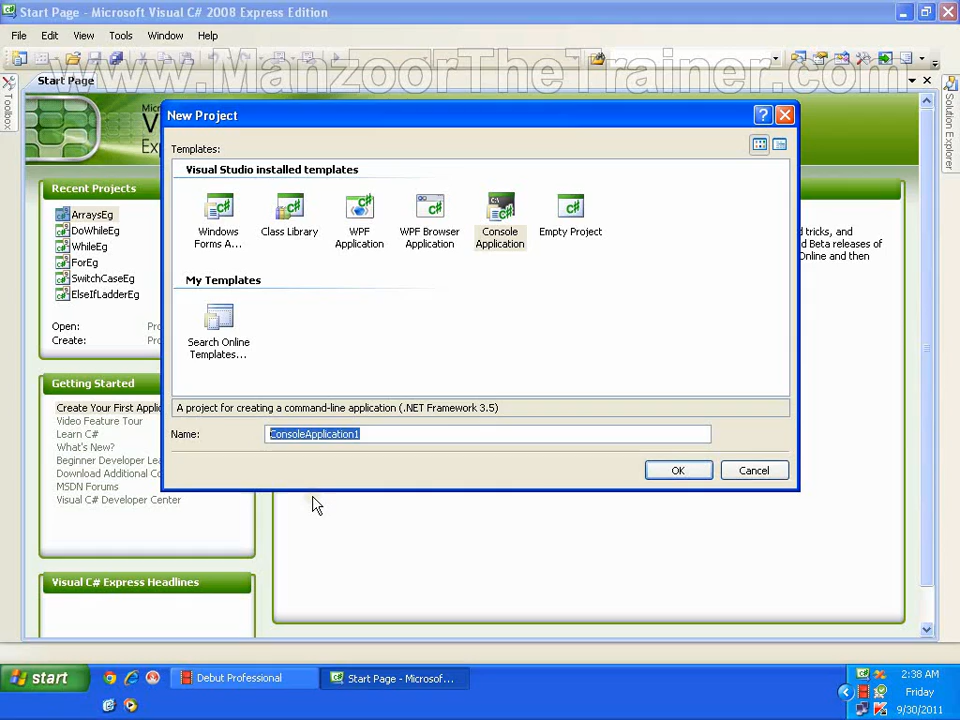 Start Page - Microsoft Visual C# 2008 Express Edition
File Edit View Tools Window Help
www.ManzoorTheTrainer.com
Start Page
Toolbox
Solution Explorer
New Project
Templates:
Visual Studio installed templates
Windows Forms A...
Class Library
WPF Application
WPF Browser Application
Console Application
Empty Project
My Templates
Search Online Templates...
A project for creating a command-line application (.NET Framework 3.5)
Name: ConsoleApplication1
OK Cancel
Recent Projects
ArraysEg
DoWhileEg
WhileEg
ForEg
SwitchCaseEg
ElseIfLadderEg
Open: Pro
Create: Pro
Getting Started
Create Your First Appli
Video Feature Tour
Learn C#
What's New?
Beginner Developer Lea
Download Additional Co
MSDN Forums
Visual C# Developer Center
Visual C# Express Headlines
d tricks, and
d Beta releases of
Online and then
start
Debut Professional
Start Page - Microsof...
2:38 AM
Friday
9/30/2011